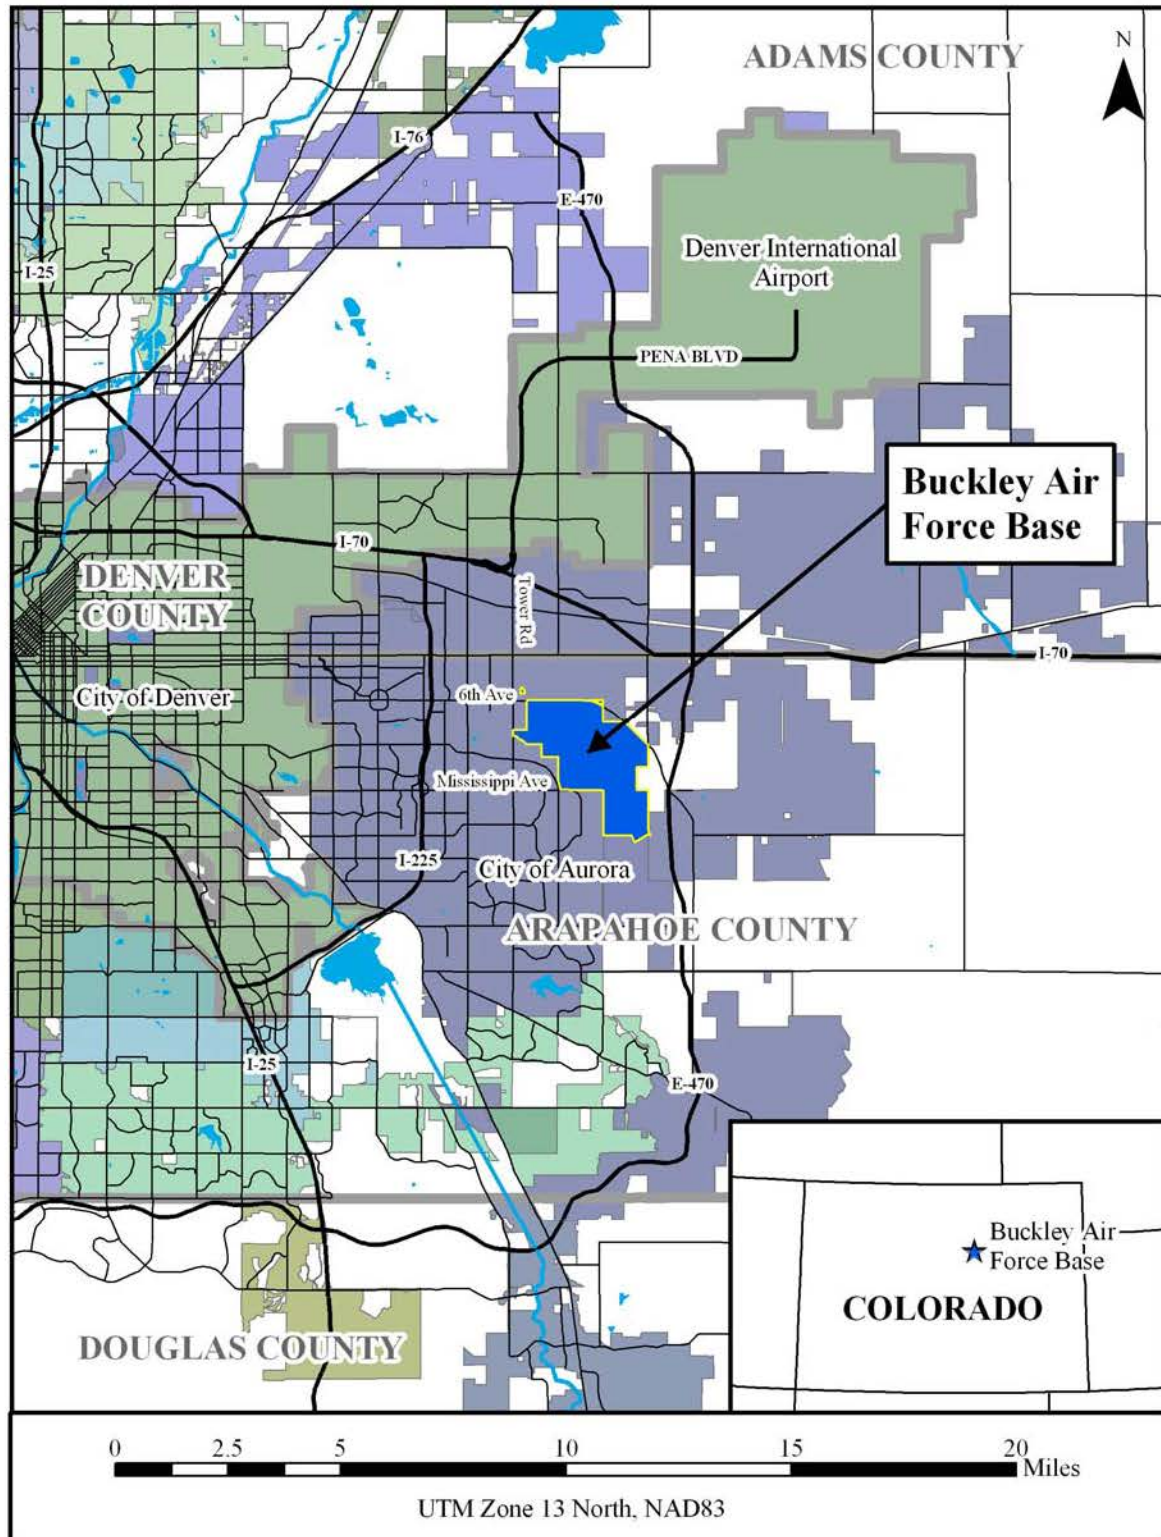 ADAMS COUNTY
N
I-76
E-470
Denver International
Airport
I-25
PENA BLVD
Buckley Air
Force Base
I-70
DENVER
COUNTY
Tower Rd
I-70
6th Ave
City of Denver
Mississippi Ave
I-225
City of Aurora
ARAPAHOE COUNTY
I-25
E-470
Buckley Air
Force Base
COLORADO
DOUGLAS COUNTY
0 2.5 5 10 15 20
Miles
UTM Zone 13 North, NAD83